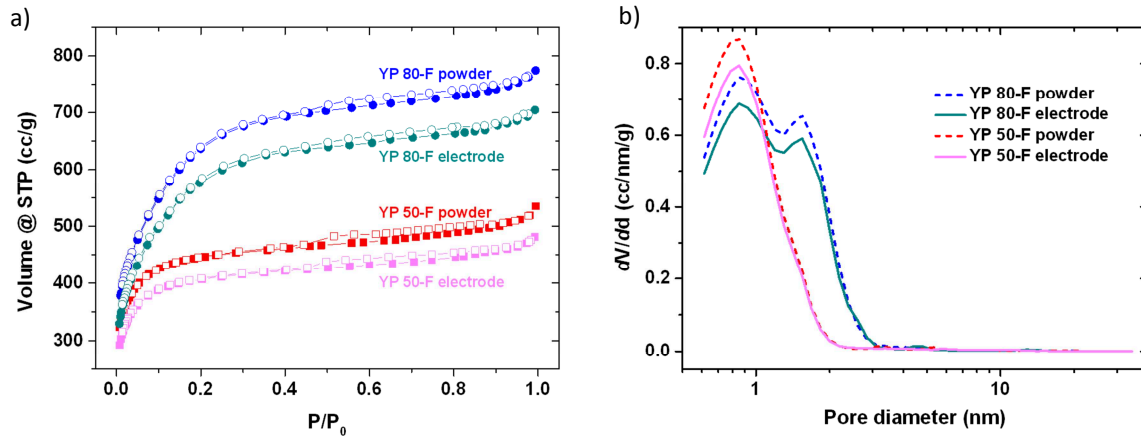 a)
800
700
600
500
400
300
Volume @ STP (cc/g)
YP 80-F powder
YP 80-F electrode
YP 50-F powder
YP 50-F electrode
0.0 0.2 0.4 0.6 0.8 1.0
P/P0
b)
0.8
0.6
0.4
0.2
0.0
dV/dd (cc/nm/g)
YP 80-F powder
YP 80-F electrode
YP 50-F powder
YP 50-F electrode
1 10
Pore diameter (nm)